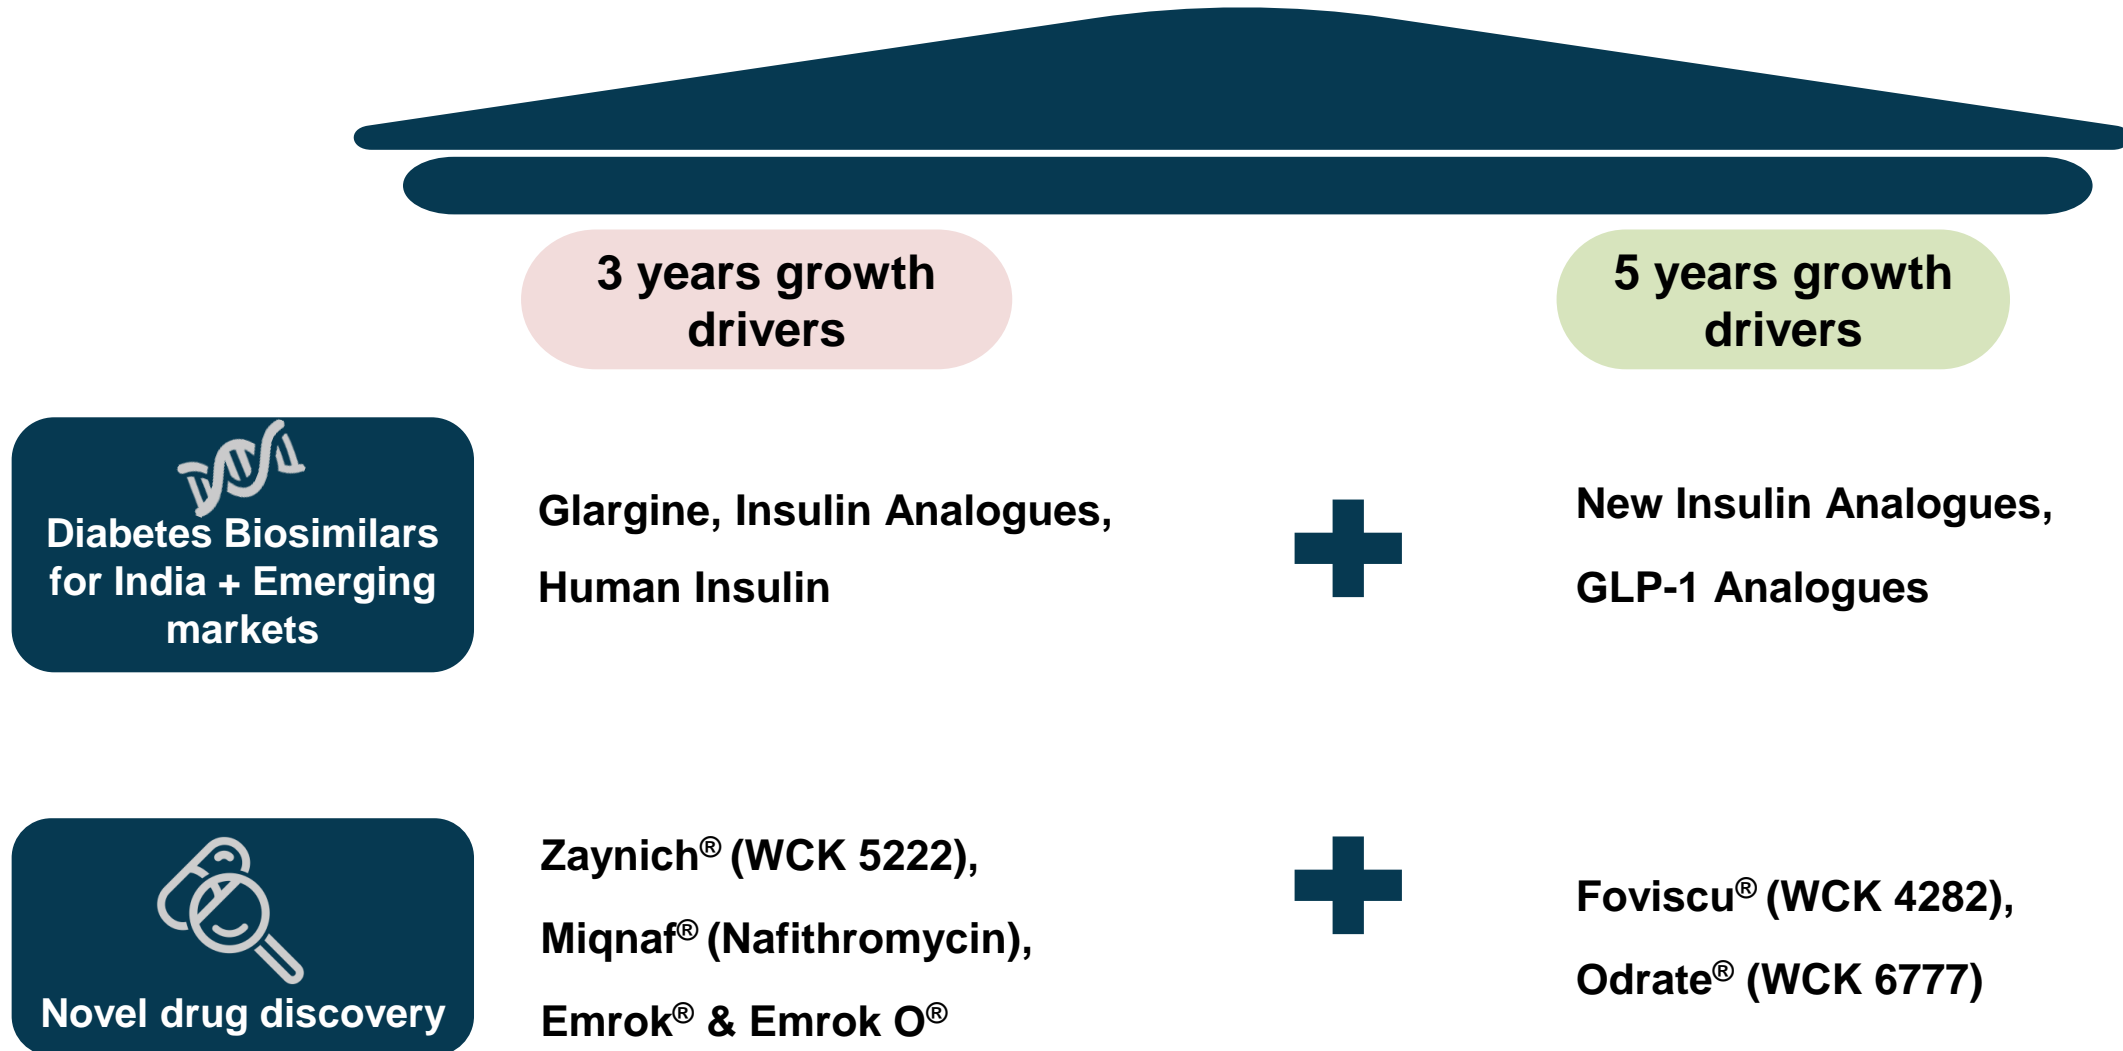 3 years growth
drivers
5 years growth
drivers
Diabetes Biosimilars
for India + Emerging
markets
Glargine, Insulin Analogues,
Human Insulin
New Insulin Analogues,
GLP-1 Analogues
Novel drug discovery
Zaynich® (WCK 5222),
Miqnaf® (Nafithromycin),
Emrok® & Emrok O®
Foviscu® (WCK 4282),
Odrate® (WCK 6777)